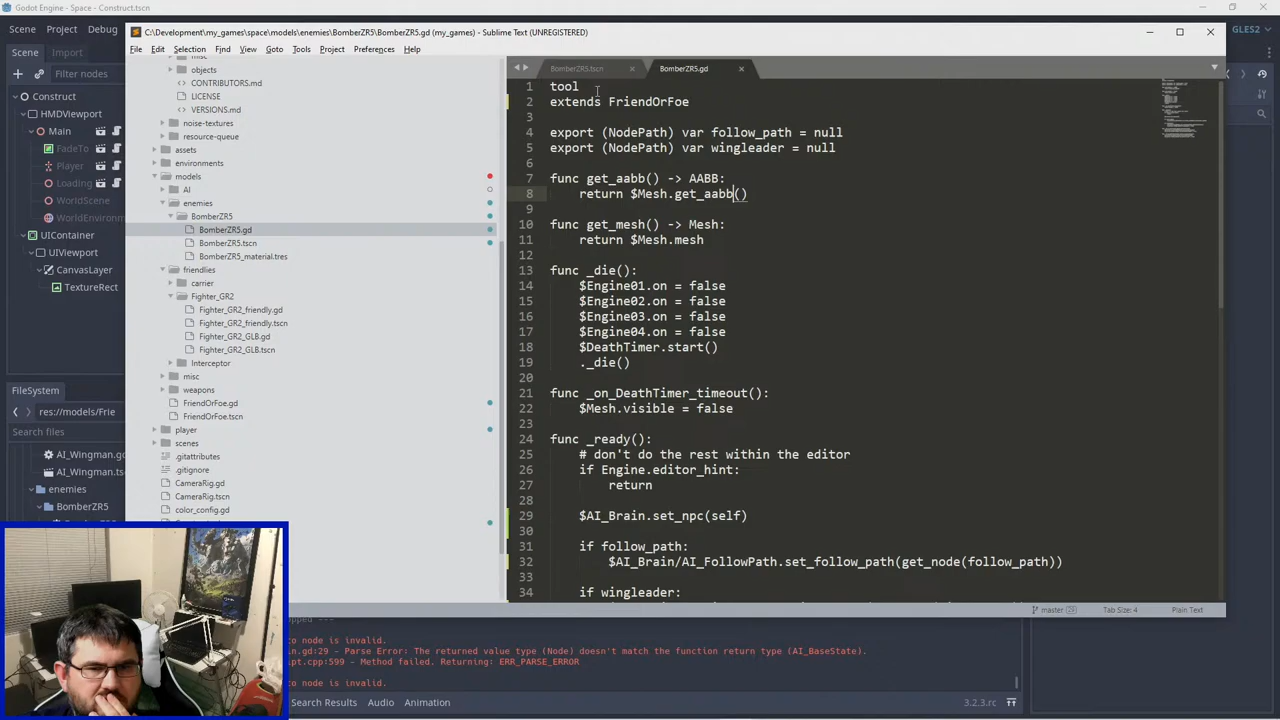 Godot Engine - Space - Construct.tscn
Scene Project Debug
GLES2
C:\Development\my_games\space\models\enemies\BomberZR5\BomberZR5.gd (my_games) - Sublime Text (UNREGISTERED)
File Edit Selection Find View Goto Tools Project Preferences Help
Scene Import
Filter nodes
Construct
HMDViewport
Main
FadeTo
Player
Loading
WorldScene
UIContainer
UIViewport
CanvasLayer
TextureRect
FileSystem
res://models/Frie
Search files
AI_Wingman.gd
AI_Wingman.ts
enemies
BomberZR5
misc
objects
CONTRIBUTORS.md
LICENSE
VERSIONS.md
noise-textures
resource-queue
assets
environments
models
AI
enemies
BomberZR5
BomberZR5.gd
BomberZR5.tscn
BomberZR5_material.tres
friendlies
carrier
Fighter_GR2
Fighter_GR2_friendly.gd
Fighter_GR2_friendly.tscn
Fighter_GR2_GLB.gd
Fighter_GR2_GLB.tscn
Interceptor
misc
weapons
FriendOrFoe.gd
FriendOrFoe.tscn
player
scenes
.gitattributes
.gitignore
CameraRig.gd
CameraRig.tscn
color_config.gd
BomberZR5.tscn BomberZR5.gd
1 tool
2 extends FriendOrFoe
3
4 export (NodePath) var follow_path = null
5 export (NodePath) var wingleader = null
6
7 func get_aabb() -> AABB:
8 return $Mesh.get_aabb()
9
10 func get_mesh() -> Mesh:
11 return $Mesh.mesh
12
13 func _die():
14 $Engine01.on = false
15 $Engine02.on = false
16 $Engine03.on = false
17 $Engine04.on = false
18 $DeathTimer.start()
19 ._die()
20
21 func _on_DeathTimer_timeout():
22 $Mesh.visible = false
23
24 func _ready():
25 # don't do the rest within the editor
26 if Engine.editor_hint:
27 return
28
29 $AI_Brain.set_npc(self)
30
31 if follow_path:
32 $AI_Brain/AI_FollowPath.set_follow_path(get_node(follow_path))
33
34 if wingleader:
master 29 Tab Size: 4 Plain Text
opped ---
to node is invalid.
in.gd:29 - Parse Error: The returned value type (Node) doesn't match the function return type (AI_BaseState).
ipt.cpp:599 - Method failed. Returning: ERR_PARSE_ERROR
to node is invalid.
Search Results Audio Animation
3.2.3.rc